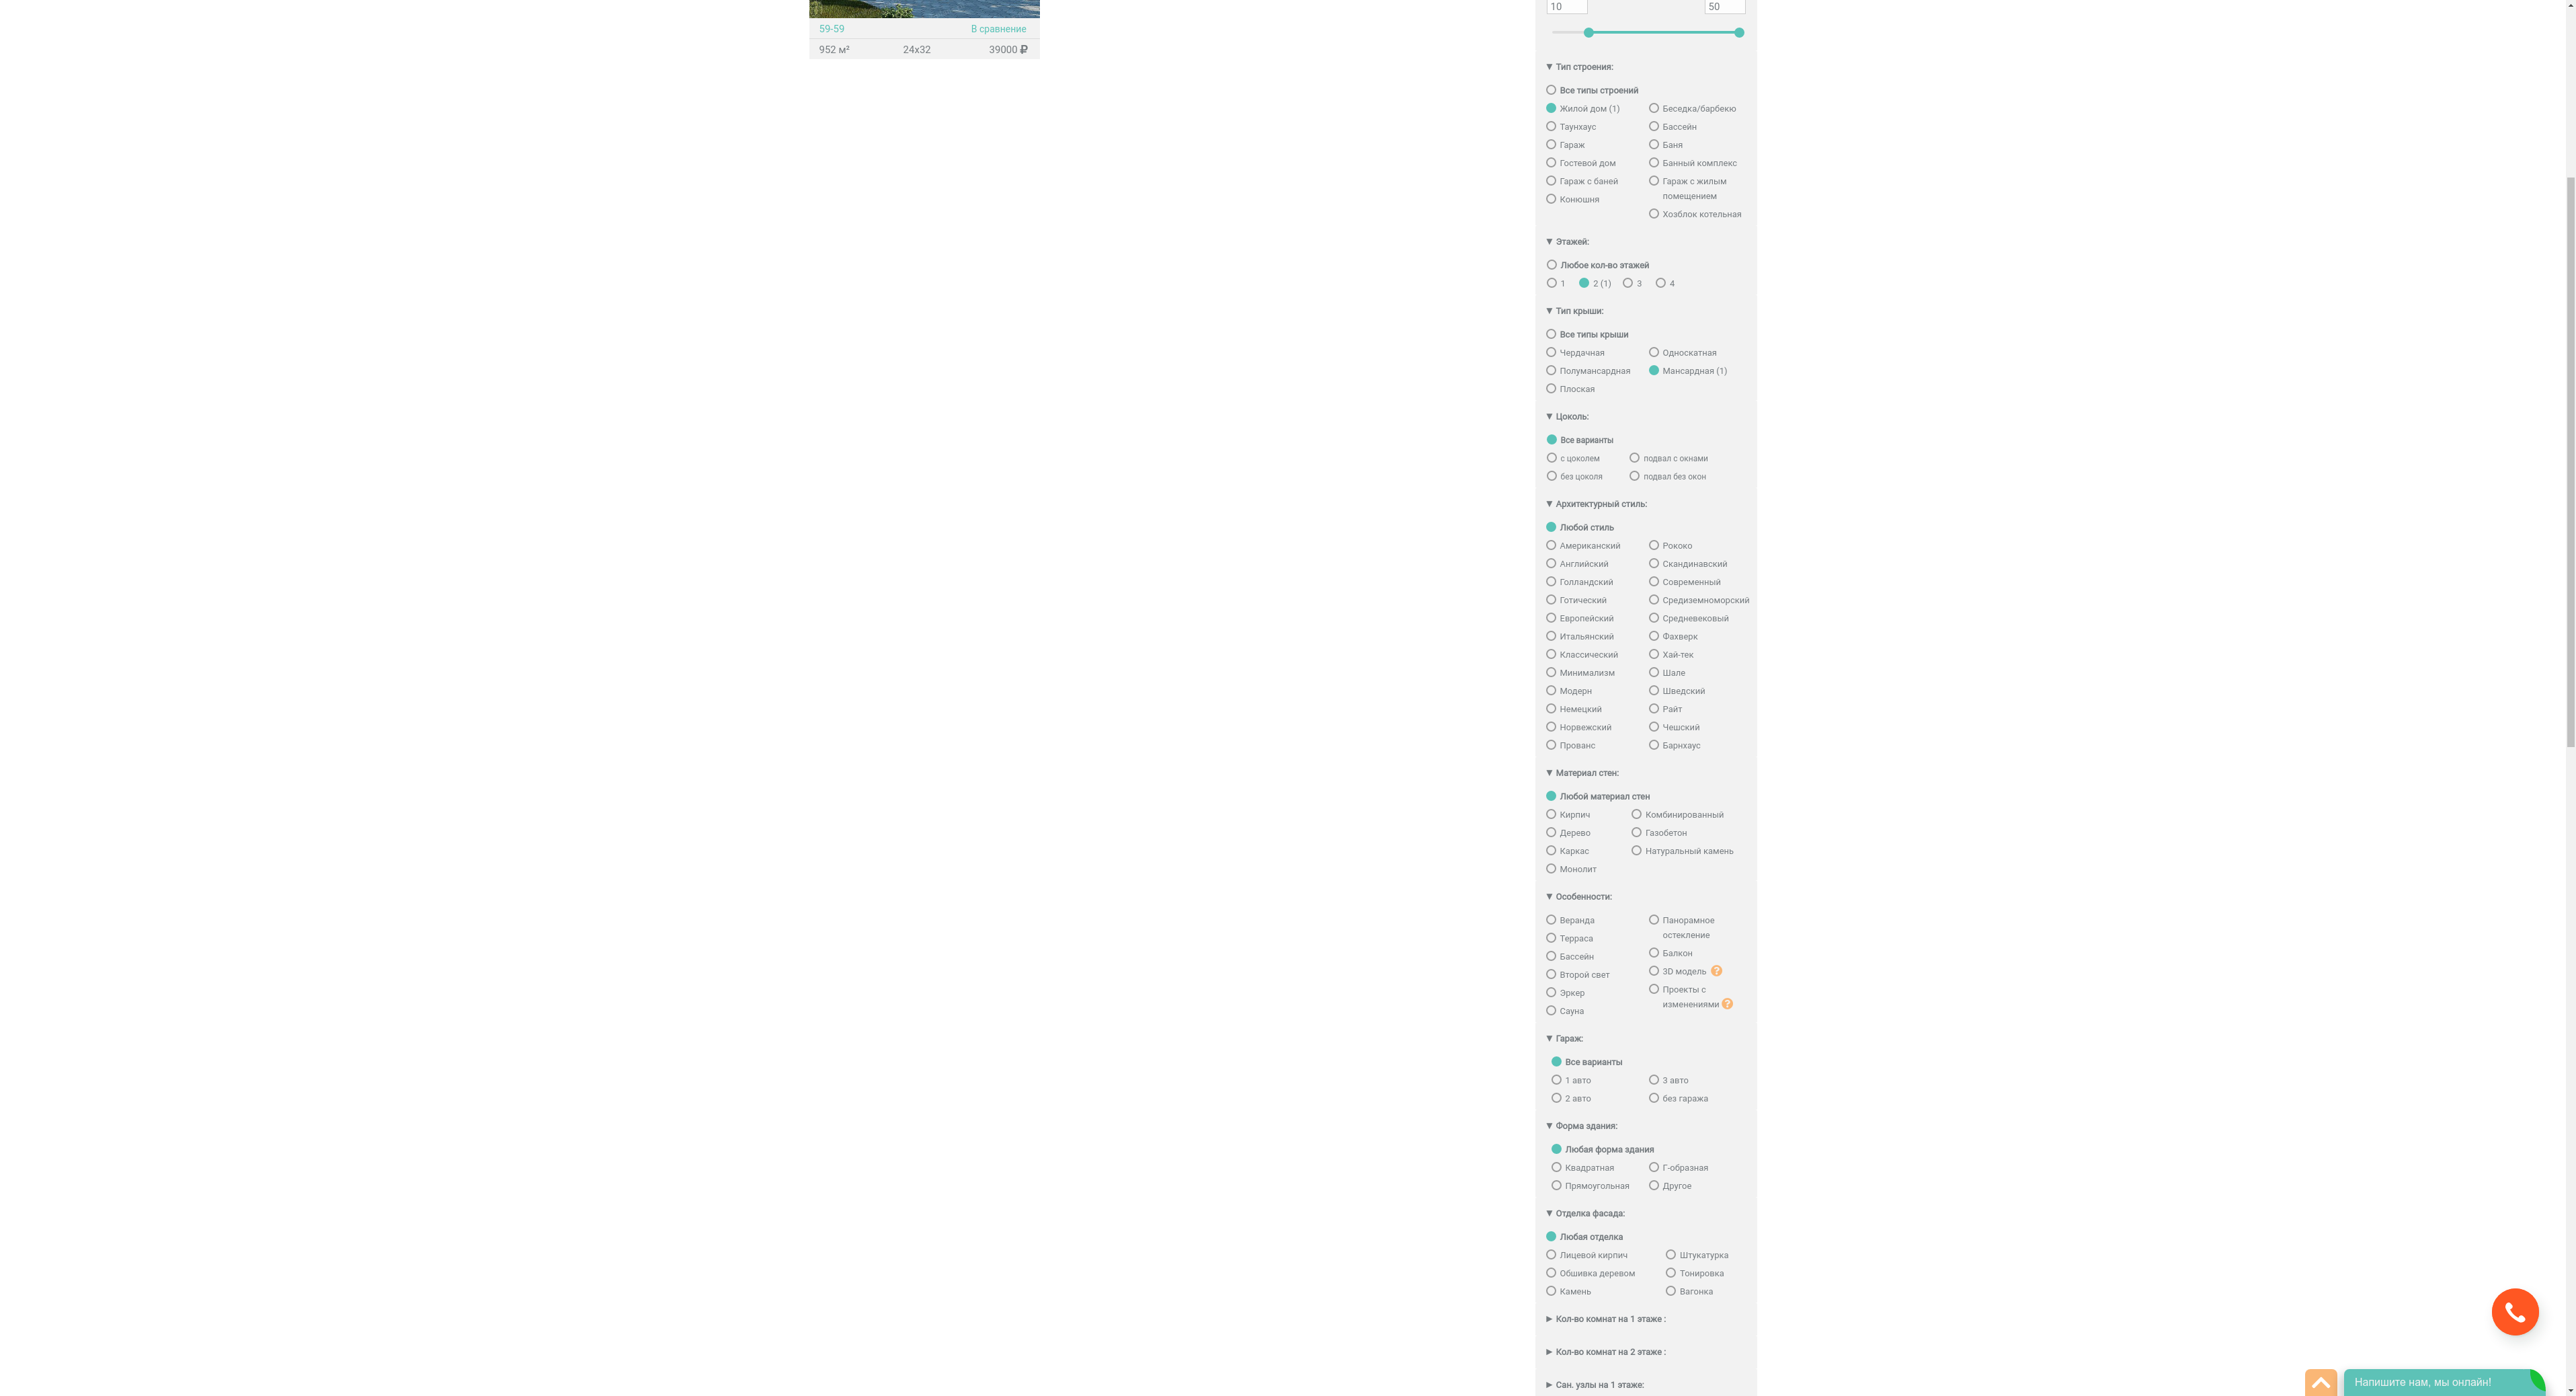 59-59 В сравнение
952 м² 24x32 39000 ₽
10 50
▼ Тип строения:
Все типы строений
Жилой дом (1)
Таунхаус
Гараж
Гостевой дом
Гараж с баней
Конюшня
Беседка/барбекю
Бассейн
Баня
Банный комплекс
Гараж с жилым
помещением
Хозблок котельная
▼ Этажей:
Любое кол-во этажей
1 2 (1) 3 4
▼ Тип крыши:
Все типы крыши
Чердачная
Полумансардная
Плоская
Односкатная
Мансардная (1)
▼ Цоколь:
Все варианты
с цоколем
без цоколя
подвал с окнами
подвал без окон
▼ Архитектурный стиль:
Любой стиль
Американский
Английский
Голландский
Готический
Европейский
Итальянский
Классический
Минимализм
Модерн
Немецкий
Норвежский
Прованс
Рококо
Скандинавский
Современный
Средиземноморский
Средневековый
Фахверк
Хай-тек
Шале
Шведский
Райт
Чешский
Барнхаус
▼ Материал стен:
Любой материал стен
Кирпич
Дерево
Каркас
Монолит
Комбинированный
Газобетон
Натуральный камень
▼ Особенности:
Веранда
Терраса
Бассейн
Второй свет
Эркер
Сауна
Панорамное
остекление
Балкон
3D модель ?
Проекты с
изменениями ?
▼ Гараж:
Все варианты
1 авто
2 авто
3 авто
без гаража
▼ Форма здания:
Любая форма здания
Квадратная
Прямоугольная
Г-образная
Другое
▼ Отделка фасада:
Любая отделка
Лицевой кирпич
Обшивка деревом
Камень
Штукатурка
Тонировка
Вагонка
► Кол-во комнат на 1 этаже :
► Кол-во комнат на 2 этаже :
► Сан. узлы на 1 этаже:
Напишите нам, мы онлайн!